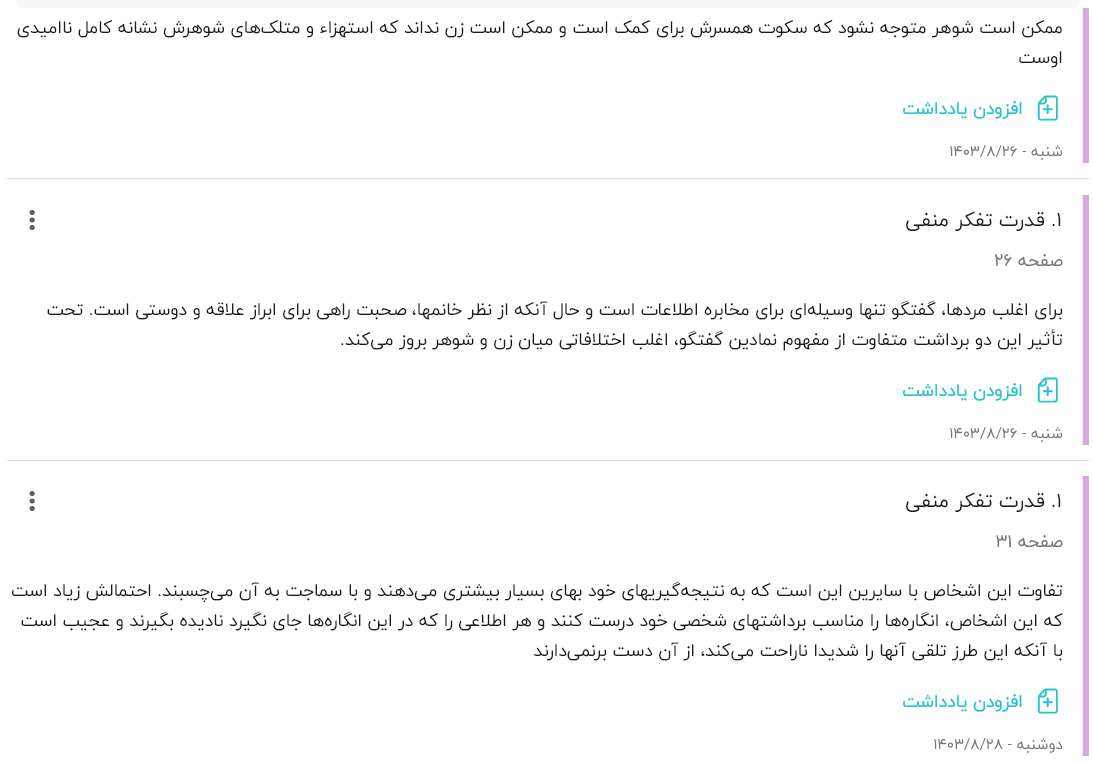 ممکن است شوهر متوجه نشود که سکوت همسرش برای کمک است و ممکن است زن نداند که استهزاء و متلک‌های شوهرش نشانه کامل ناامیدی
اوست
افزودن یادداشت
شنبه - ۱۴۰۳/۸/۲۶
۱. قدرت تفکر منفی
صفحه ۲۶
برای اغلب مردها، گفتگو تنها وسیله‌ای برای مخابره اطلاعات است و حال آنکه از نظر خانمها، صحبت راهی برای ابراز علاقه و دوستی است. تحت
تأثیر این دو برداشت متفاوت از مفهوم نمادین گفتگو، اغلب اختلافاتی میان زن و شوهر بروز می‌کند.
افزودن یادداشت
شنبه - ۱۴۰۳/۸/۲۶
۱. قدرت تفکر منفی
صفحه ۳۱
تفاوت این اشخاص با سایرین این است که به نتیجه‌گیریهای خود بهای بسیار بیشتری می‌دهند و با سماجت به آن می‌چسبند. احتمالش زیاد است
که این اشخاص، انگاره‌ها را مناسب برداشتهای شخصی خود درست کنند و هر اطلاعی را که در این انگاره‌ها جای نگیرد نادیده بگیرند و عجیب است
با آنکه این طرز تلقی آنها را شدیدا ناراحت می‌کند، از آن دست برنمی‌دارند
افزودن یادداشت
دوشنبه - ۱۴۰۳/۸/۲۸